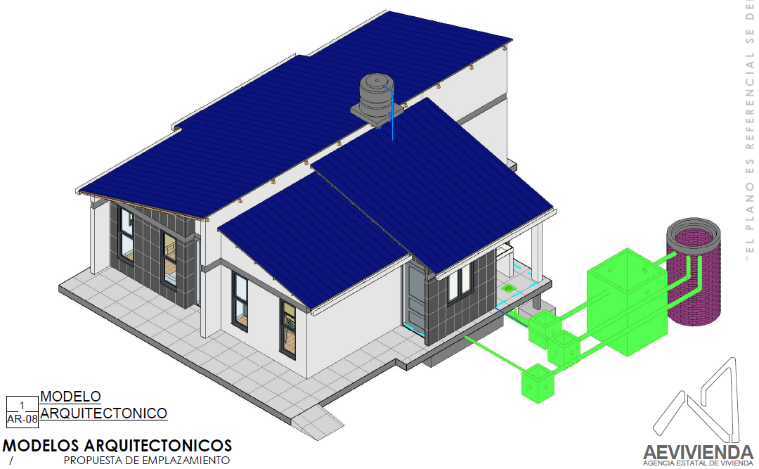 "EL PLANO ES REFERENCIAL SE DE
1
AR-08
MODELO
ARQUITECTONICO
MODELOS ARQUITECTONICOS
/ PROPUESTA DE EMPLAZAMIENTO
AEVIVIENDA
AGENCIA ESTATAL DE VIVIENDA